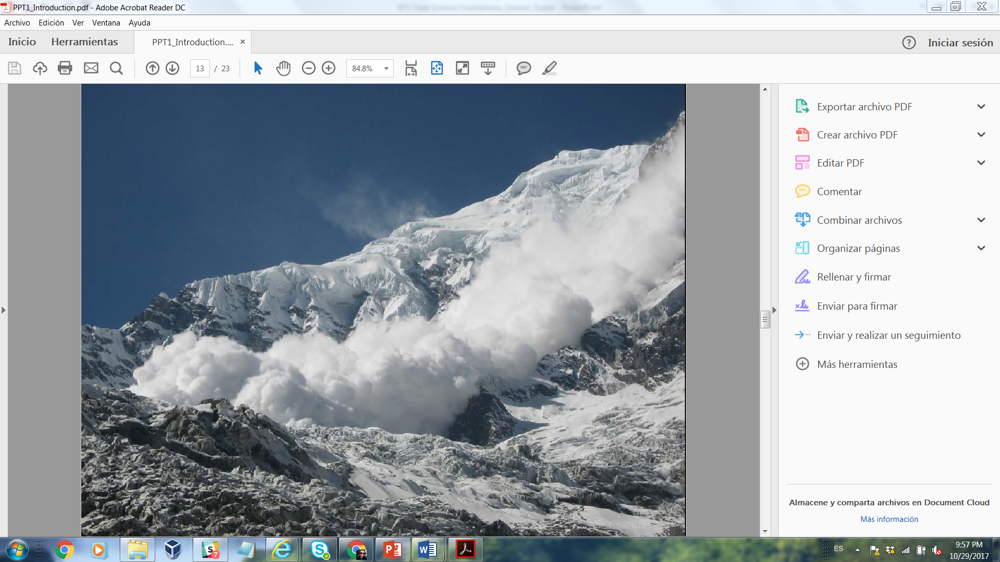 PPT1_Introduction.pdf - Adobe Acrobat Reader DC
Archivo Edición Ver Ventana Ayuda
Inicio Herramientas PPT1_Introduction.... × ? Iniciar sesión
13 / 23 84.8%
Exportar archivo PDF
Crear archivo PDF
Editar PDF
Comentar
Combinar archivos
Organizar páginas
Rellenar y firmar
Enviar para firmar
Enviar y realizar un seguimiento
Más herramientas
Almacene y comparta archivos en Document Cloud
Más información
7
ES
9:57 PM
10/29/2017